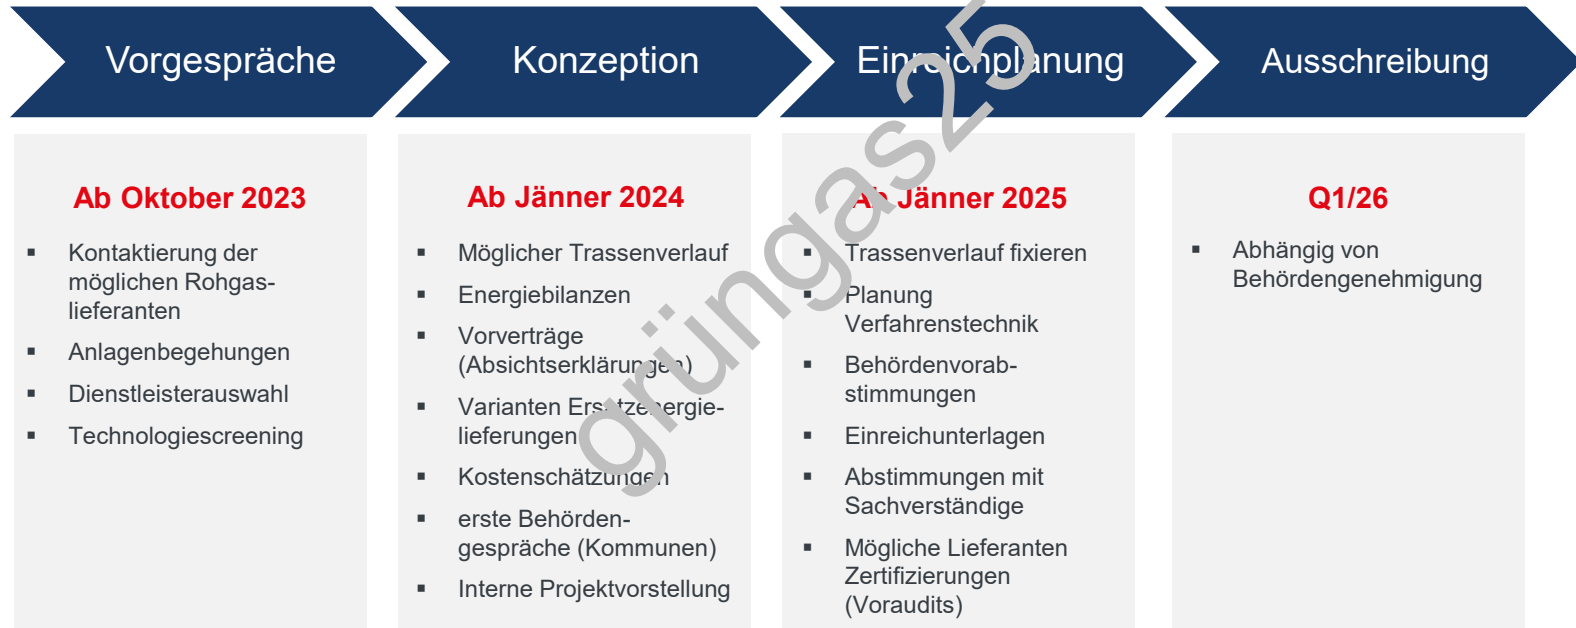 Vorgespräche
Konzeption
Einreichplanung
Ausschreibung
Ab Oktober 2023
▪ Kontaktierung der
möglichen Rohgas-
lieferanten
▪ Anlagenbegehungen
▪ Dienstleisterauswahl
▪ Technologiescreening
Ab Jänner 2024
▪ Möglicher Trassenverlauf
▪ Energiebilanzen
▪ Vorverträge
(Absichtserklärungen)
▪ Varianten Ersatzenergie-
lieferungen
▪ Kostenschätzungen
▪ erste Behörden-
gespräche (Kommunen)
▪ Interne Projektvorstellung
Ab Jänner 2025
▪ Trassenverlauf fixieren
▪ Planung
Verfahrenstechnik
▪ Behördenvorab-
stimmungen
▪ Einreichunterlagen
▪ Abstimmungen mit
Sachverständige
▪ Mögliche Lieferanten
Zertifizierungen
(Voraudits)
Q1/26
▪ Abhängig von
Behördengenehmigung
grüngas25